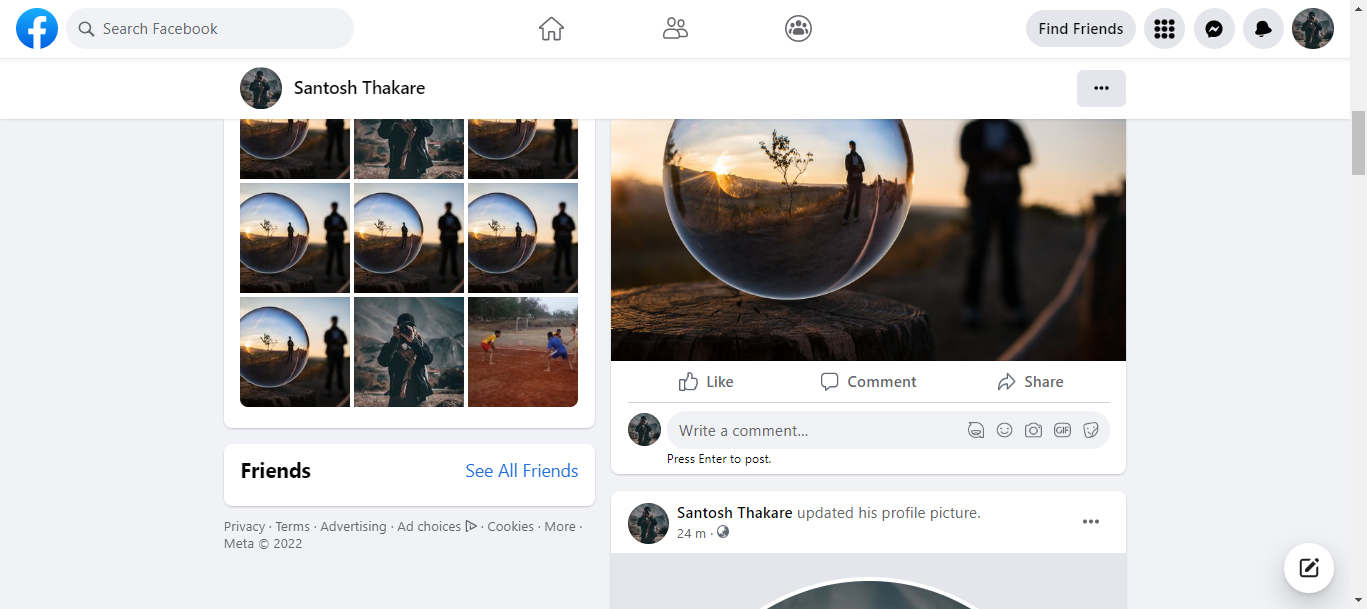 Search Facebook
Find Friends
Santosh Thakare
Like
Comment
Share
Write a comment…
GIF
Press Enter to post.
Friends
See All Friends
Privacy · Terms · Advertising · Ad choices · Cookies · More ·
Meta © 2022
Santosh Thakare updated his profile picture.
24 m ·